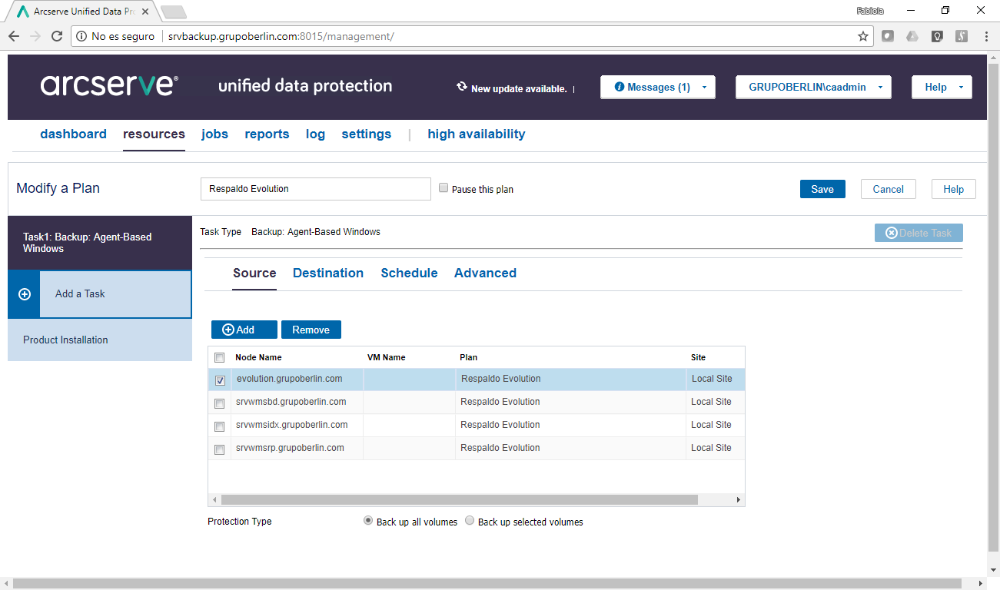 Arcserve Unified Data Pr
Fabiola
No es seguro srvbackup.grupoberlin.com:8015/management/
arcserve® unified data protection New update available. | Messages (1) GRUPOBERLIN\caadmin Help
dashboard resources jobs reports log settings | high availability
Modify a Plan Respaldo Evolution Pause this plan Save Cancel Help
Task1: Backup: Agent-Based
Windows
Add a Task
Product Installation
Task Type Backup: Agent-Based Windows Delete Task
Source Destination Schedule Advanced
Add Remove
Node Name VM Name Plan Site
evolution.grupoberlin.com Respaldo Evolution Local Site
srvwmsbd.grupoberlin.com Respaldo Evolution Local Site
srvwmsidx.grupoberlin.com Respaldo Evolution Local Site
srvwmsrp.grupoberlin.com Respaldo Evolution Local Site
Protection Type Back up all volumes Back up selected volumes